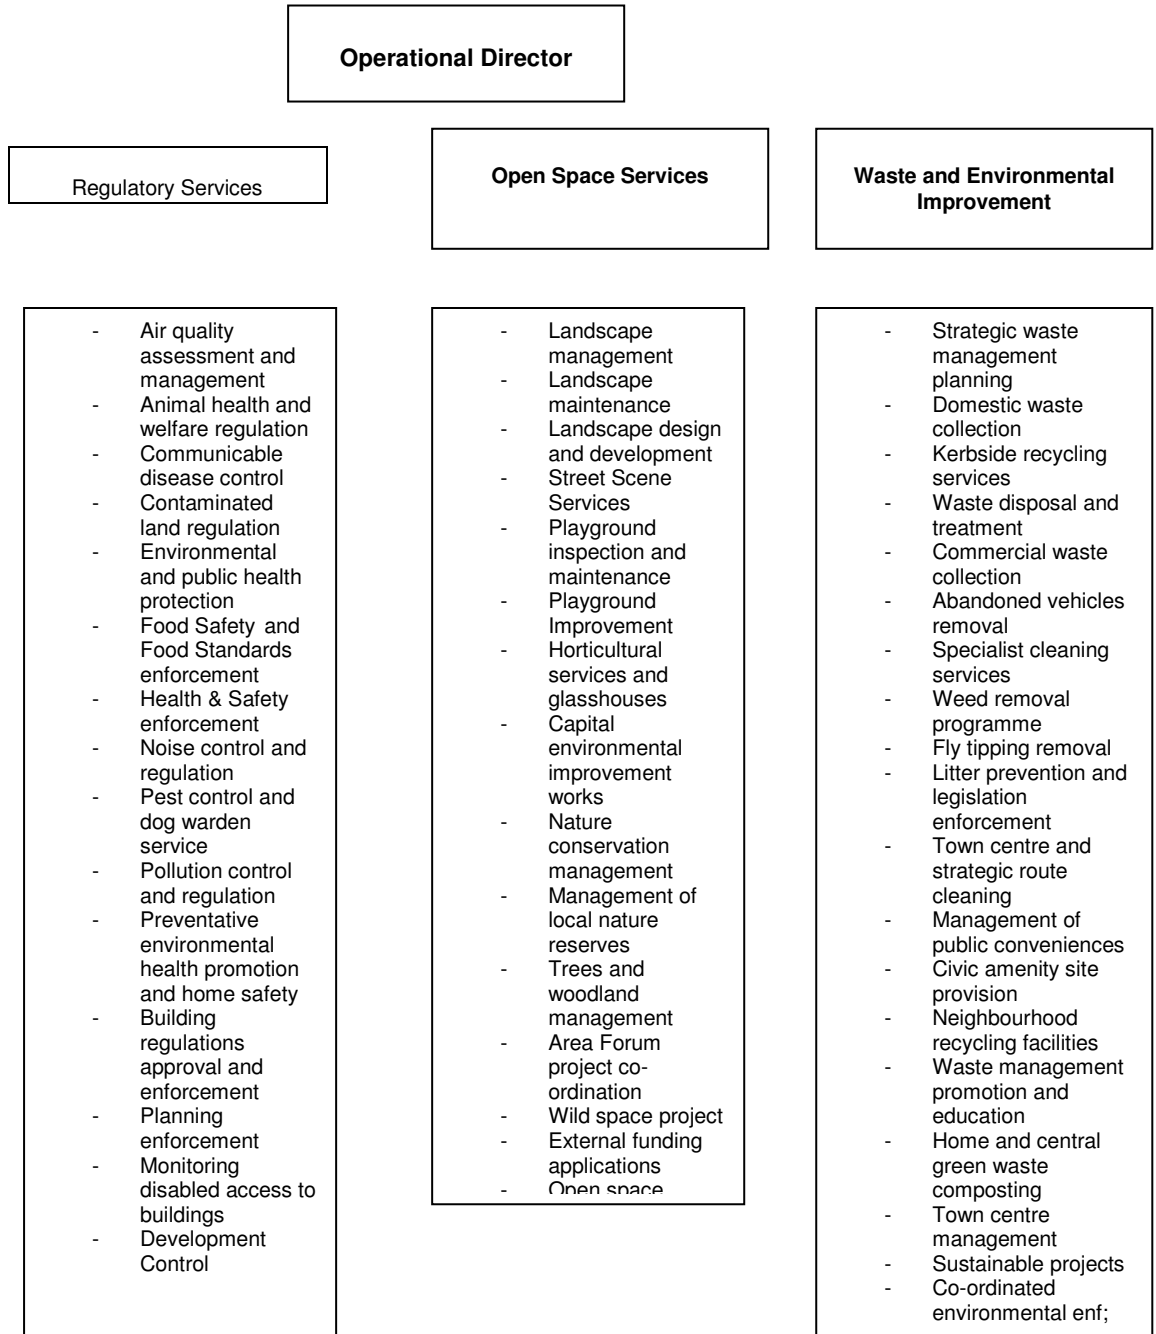 Operational Director
Regulatory Services
Open Space Services
Waste and Environmental
Improvement
- Air quality
assessment and
management
- Animal health and
welfare regulation
- Communicable
disease control
- Contaminated
land regulation
- Environmental
and public health
protection
- Food Safety and
Food Standards
enforcement
- Health & Safety
enforcement
- Noise control and
regulation
- Pest control and
dog warden
service
- Pollution control
and regulation
- Preventative
environmental
health promotion
and home safety
- Building
regulations
approval and
enforcement
- Planning
enforcement
- Monitoring
disabled access to
buildings
- Development
Control
- Landscape
management
- Landscape
maintenance
- Landscape design
and development
- Street Scene
Services
- Playground
inspection and
maintenance
- Playground
Improvement
- Horticultural
services and
glasshouses
- Capital
environmental
improvement
works
- Nature
conservation
management
- Management of
local nature
reserves
- Trees and
woodland
management
- Area Forum
project co-
ordination
- Wild space project
- External funding
applications
- Open space
- Strategic waste
management
planning
- Domestic waste
collection
- Kerbside recycling
services
- Waste disposal and
treatment
- Commercial waste
collection
- Abandoned vehicles
removal
- Specialist cleaning
services
- Weed removal
programme
- Fly tipping removal
- Litter prevention and
legislation
enforcement
- Town centre and
strategic route
cleaning
- Management of
public conveniences
- Civic amenity site
provision
- Neighbourhood
recycling facilities
- Waste management
promotion and
education
- Home and central
green waste
composting
- Town centre
management
- Sustainable projects
- Co-ordinated
environmental enf;